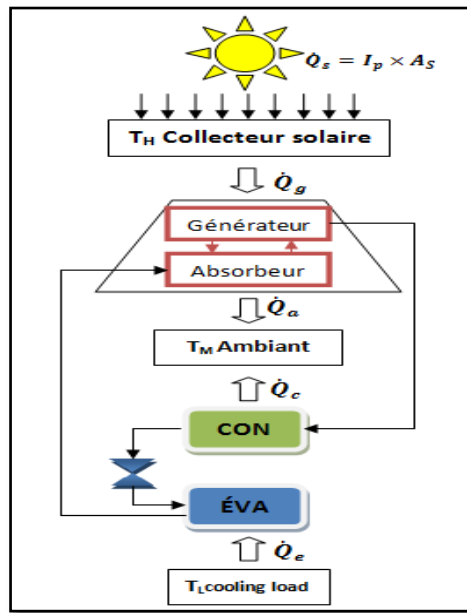 Q̇s = Ip × AS
TH Collecteur solaire
Q̇g
Générateur
Absorbeur
Q̇a
TM Ambiant
Q̇c
CON
ÉVA
Q̇e
TLcooling load